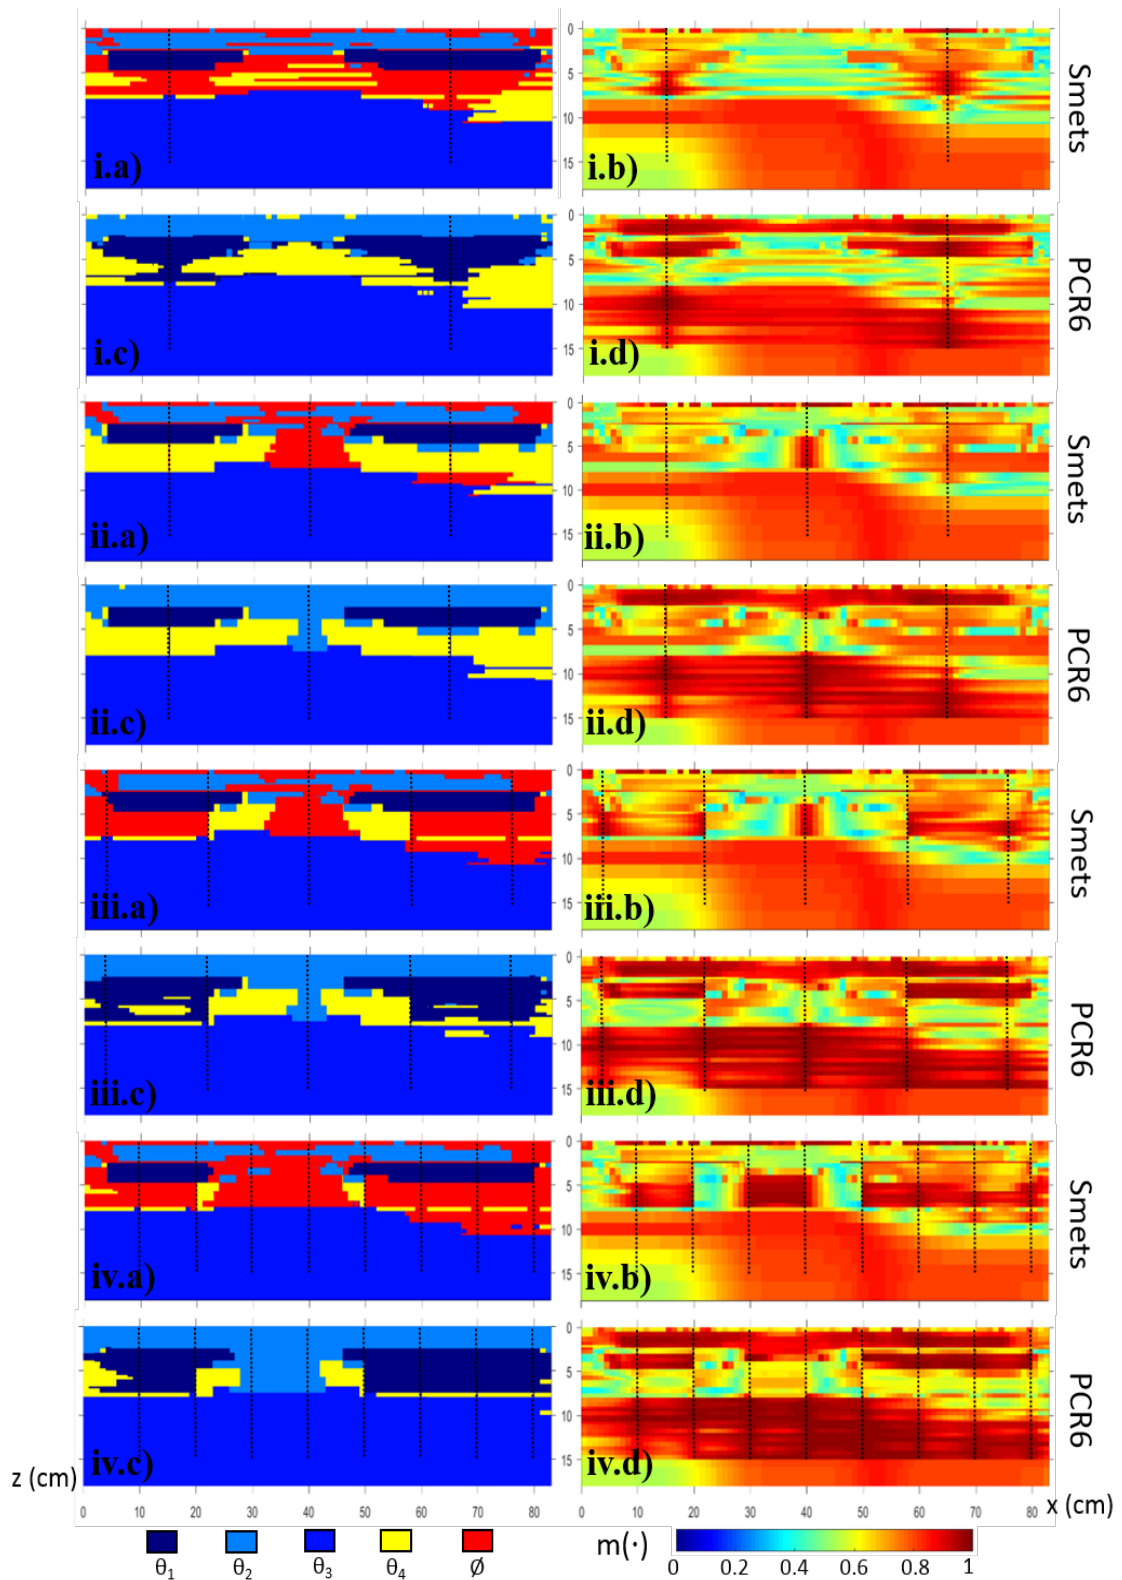 0
5
10
15
i.a)
i.b)
Smets
0
5
10
15
i.c)
i.d)
PCR6
0
5
10
15
ii.a)
ii.b)
Smets
0
5
10
15
ii.c)
ii.d)
PCR6
0
5
10
15
iii.a)
iii.b)
Smets
0
5
10
15
iii.c)
iii.d)
PCR6
0
5
10
15
iv.a)
iv.b)
Smets
0
5
10
15
iv.c)
iv.d)
PCR6
z (cm)
0 10 20 30 40 50 60 70 80
0 10 20 30 40 50 60 70 80 x (cm)
θ1 θ2 θ3 θ4 Ø
m(·) 0 0.2 0.4 0.6 0.8 1